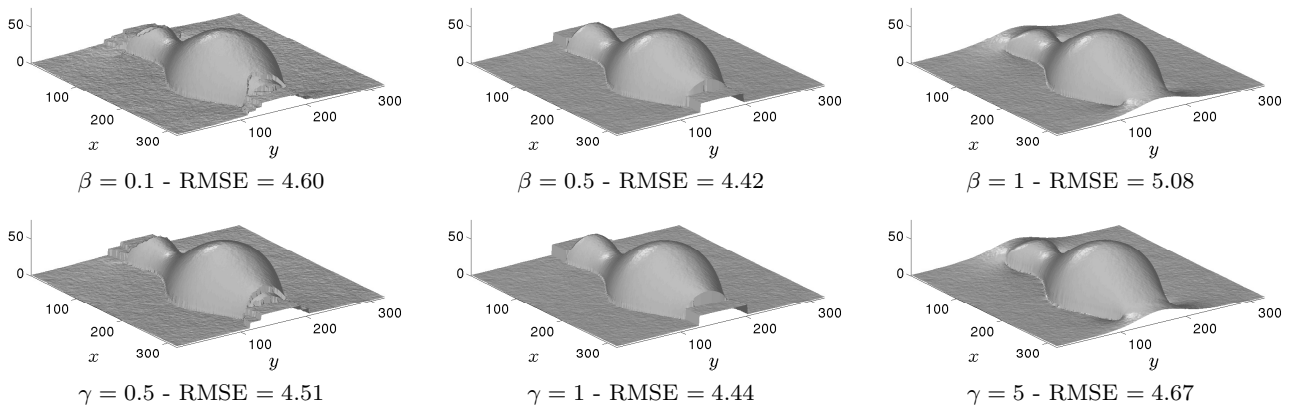 50
0
100
200
300
x
100
200
300
y
β = 0.1 - RMSE = 4.60
50
0
100
200
300
x
100
200
300
y
β = 0.5 - RMSE = 4.42
50
0
100
200
300
x
100
200
300
y
β = 1 - RMSE = 5.08
50
0
100
200
300
x
100
200
300
y
γ = 0.5 - RMSE = 4.51
50
0
100
200
300
x
100
200
300
y
γ = 1 - RMSE = 4.44
50
0
100
200
300
x
100
200
300
y
γ = 5 - RMSE = 4.67